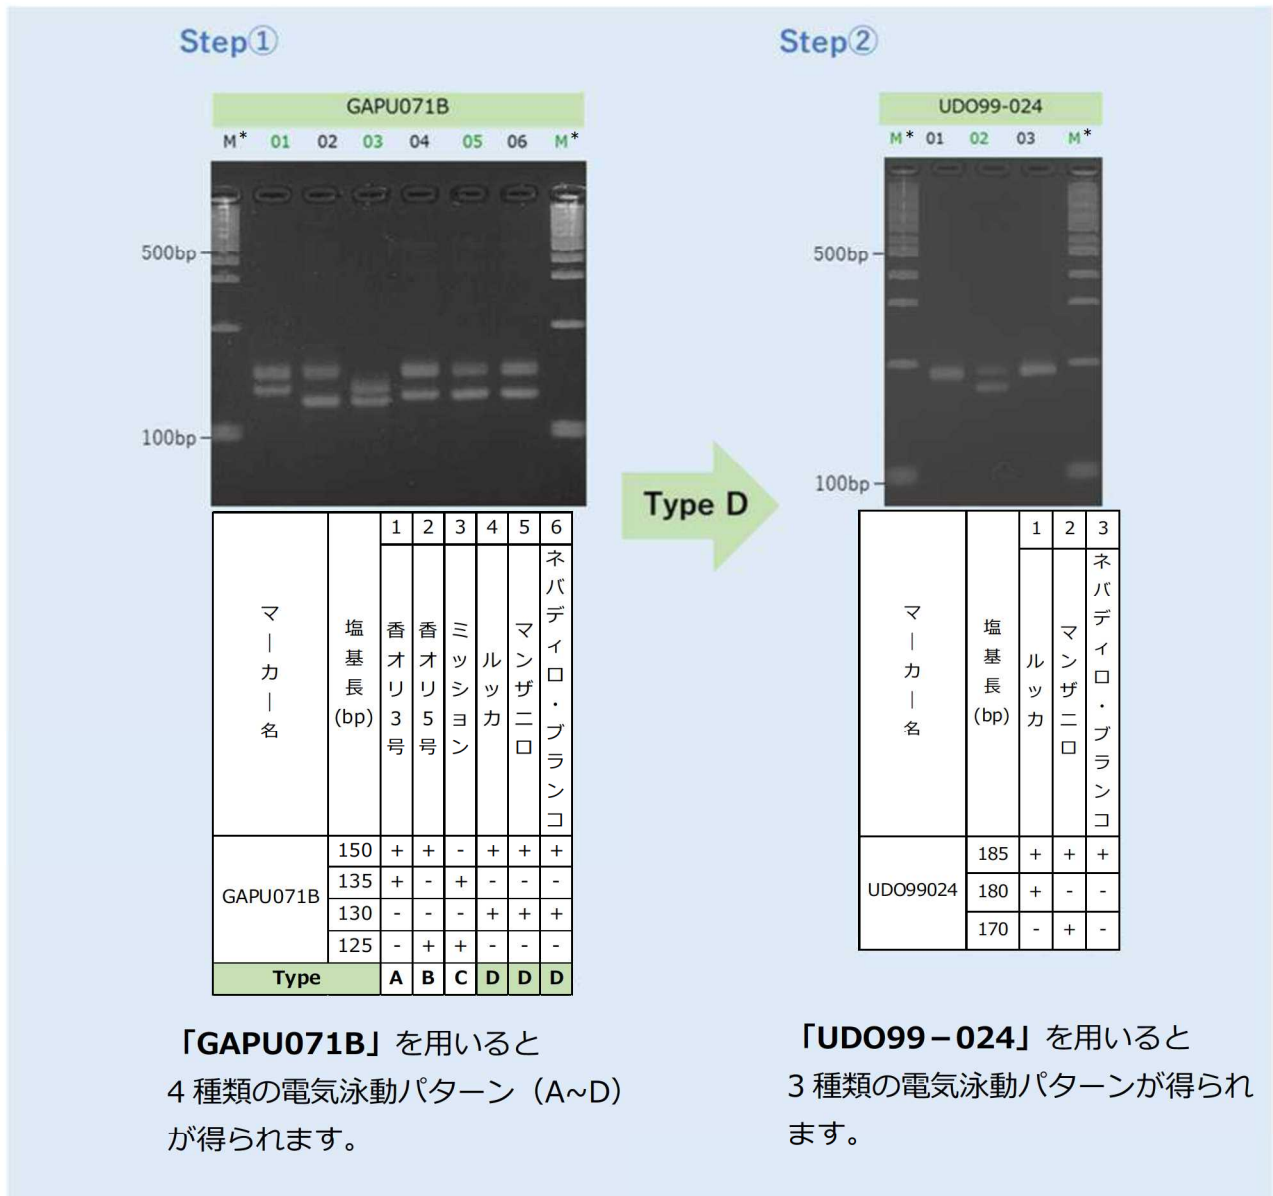 Step①
GAPU071B
M* 01 02 03 04 05 06 M*
500bp
100bp
1 2 3 4 5 6
マーカー名 塩基長(bp) 香オリ3号 香オリ5号 ミッション ルッカ マンザニロ ネバディロ・ブランコ
GAPU071B
150 + + - + + +
135 + - + - - -
130 - - - + + +
125 - + + - - -
Type A B C D D D
「GAPU071B」を用いると
4種類の電気泳動パターン（A~D）
が得られます。
Type D
Step②
UDO99-024
M* 01 02 03 M*
500bp
100bp
1 2 3
マーカー名 塩基長(bp) ルッカ マンザニロ ネバディロ・ブランコ
UDO99024
185 + + +
180 + - -
170 - + -
「UDO99－024」を用いると
3種類の電気泳動パターンが得られ
ます。